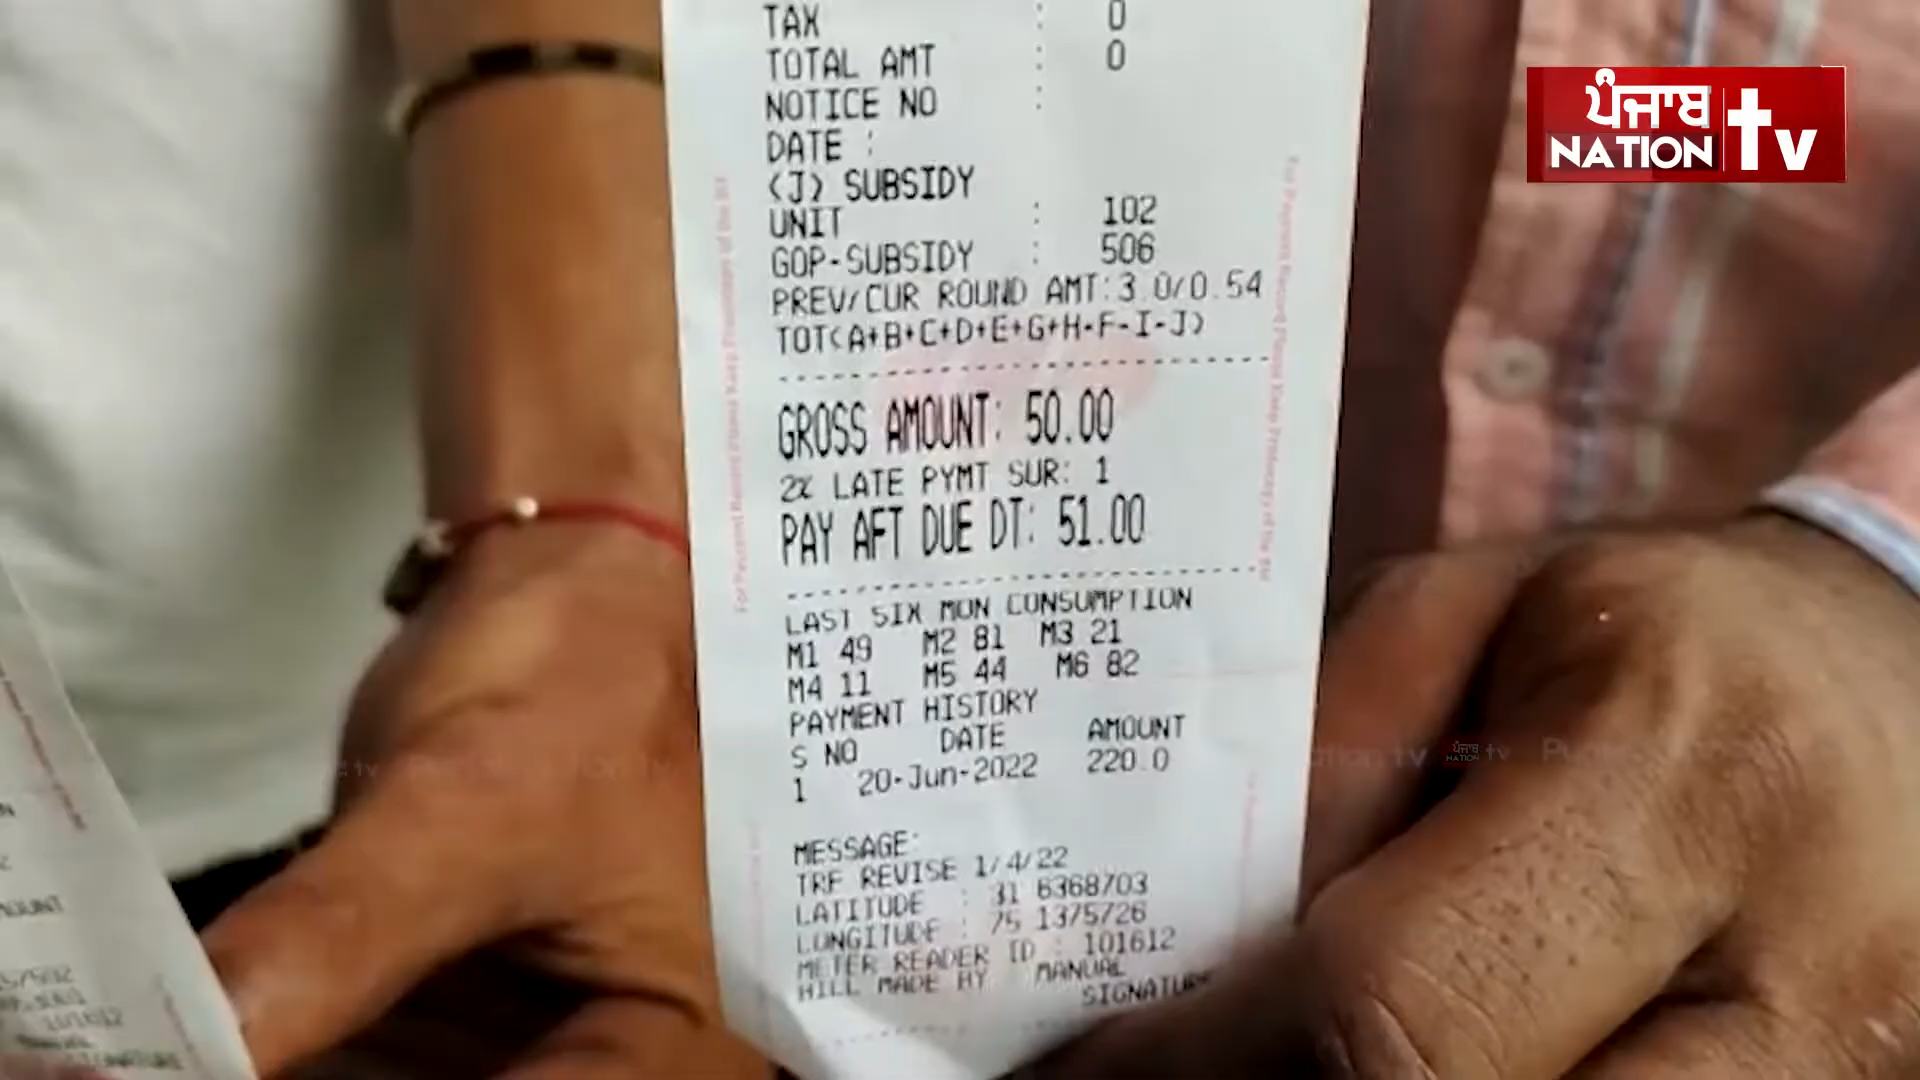 TAX : 0
TOTAL AMT : 0
NOTICE NO :
DATE :
(J) SUBSIDY
UNIT : 102
GOP-SUBSIDY : 506
PREV/CUR ROUND AMT:3.0/0.54
TOT(A+B+C+D+E+G+H-F-I-J)
GROSS AMOUNT: 50.00
2% LATE PYMT SUR: 1
PAY AFT DUE DT: 51.00
LAST SIX MON CONSUMPTION
M1 49 M2 81 M3 21
M4 11 M5 44 M6 82
PAYMENT HISTORY
S NO DATE AMOUNT
1 20-Jun-2022 220.0
MESSAGE:
TRF REVISE 1/4/22
LATITUDE : 31 6368703
LONGITUDE : 75 1375726
METER READER ID : 101612
BILL MADE BY MANUAL
SIGNATURE
ਪੰਜਾਬ
NATION tv